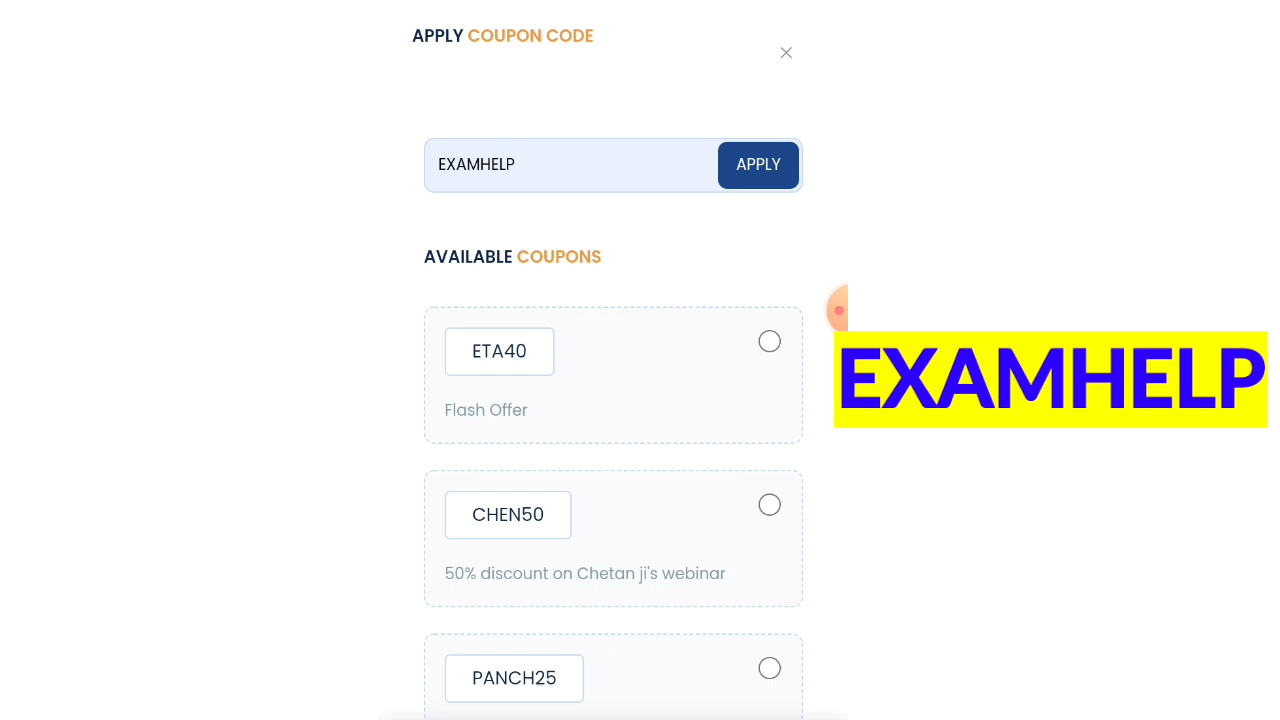 APPLY COUPON CODE
EXAMHELP
APPLY
AVAILABLE COUPONS
ETA40
Flash Offer
EXAMHELP
CHEN50
50% discount on Chetan ji's webinar
PANCH25